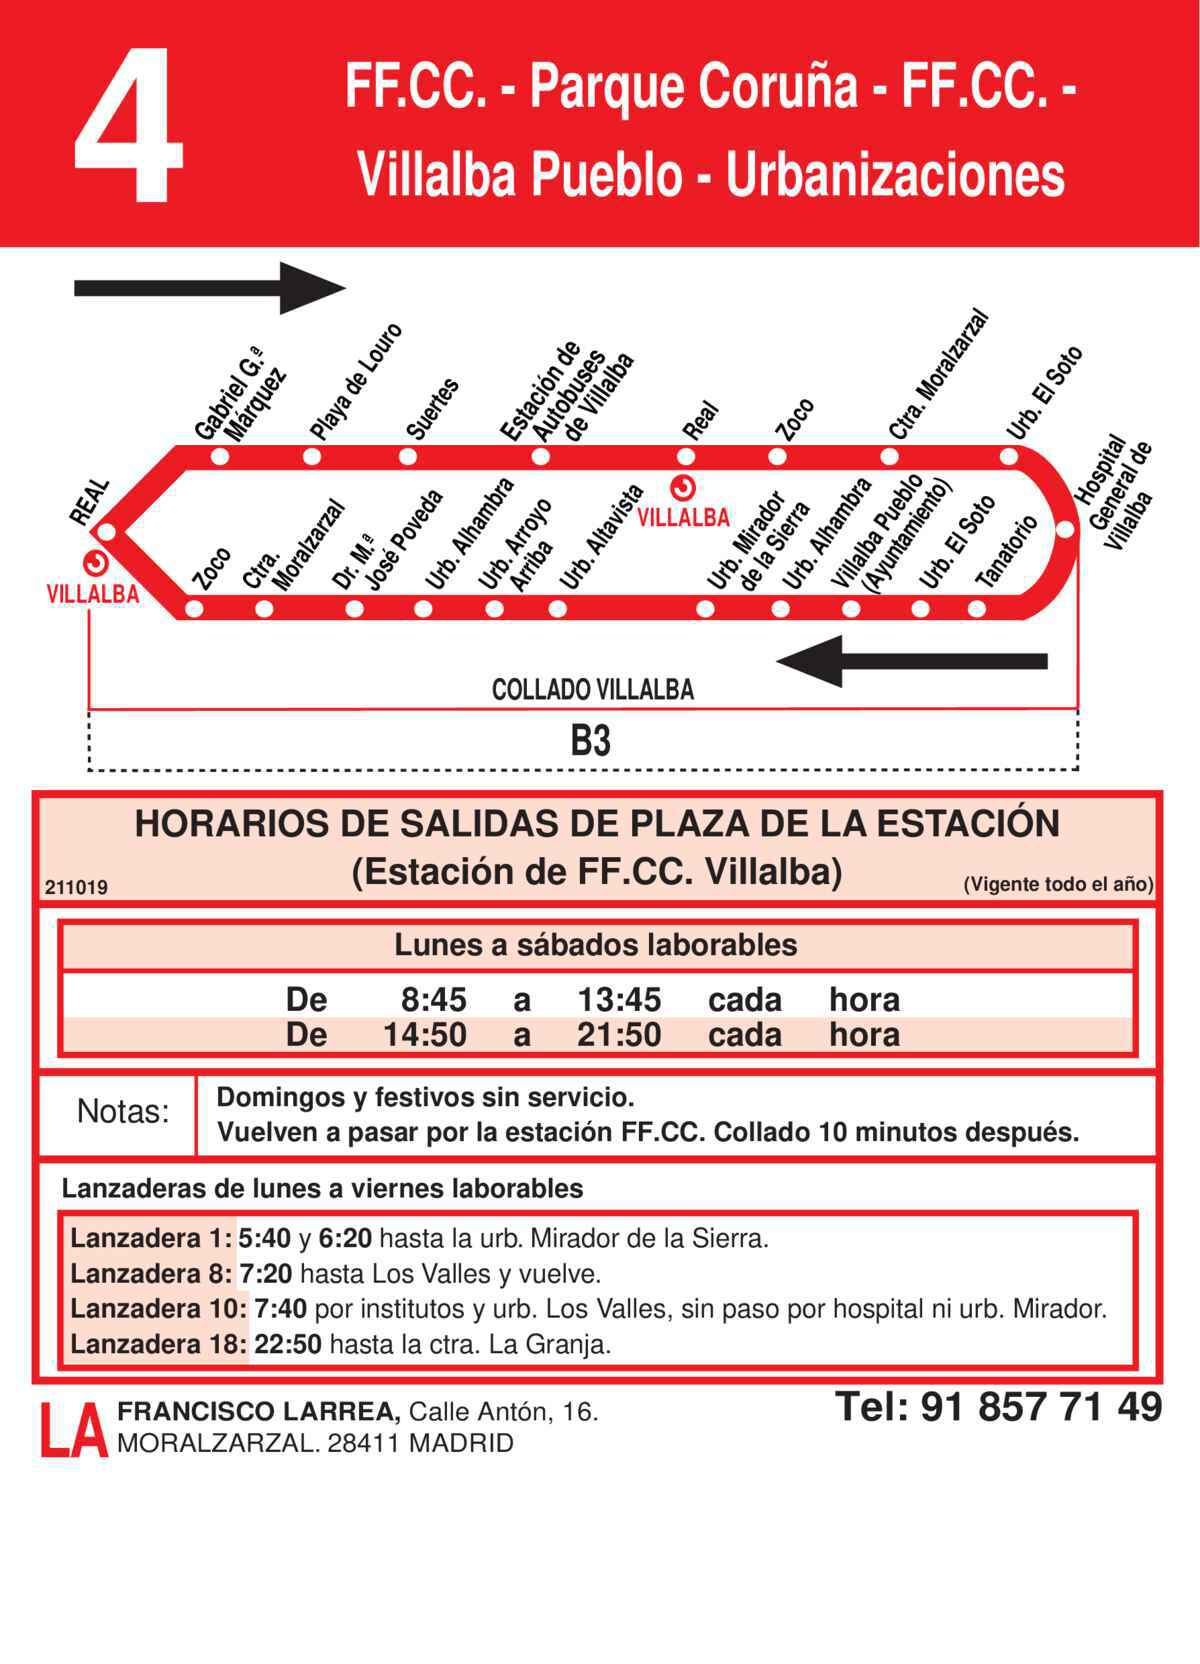 4
FF.CC. - Parque Coruña - FF.CC. -
Villalba Pueblo - Urbanizaciones
REAL
VILLALBA
Gabriel G.ª
Márquez
Playa de Louro
Suertes
Estación de
Autobuses
de Villalba
Real
VILLALBA
Zoco
Ctra. Moralzarzal
Urb. El Soto
Hospital
General de
Villalba
Zoco
Ctra.
Moralzarzal
Dr. M.ª
José Poveda
Urb. Alhambra
Urb. Arroyo
Arriba
Urb. Altavista
Urb. Mirador
de la Sierra
Urb. Alhambra
Villalba Pueblo
(Ayuntamiento)
Urb. El Soto
Tanatorio
COLLADO VILLALBA
B3
HORARIOS DE SALIDAS DE PLAZA DE LA ESTACIÓN
(Estación de FF.CC. Villalba)
211019
(Vigente todo el año)
Lunes a sábados laborables
De 8:45 a 13:45 cada hora
De 14:50 a 21:50 cada hora
Notas:
Domingos y festivos sin servicio.
Vuelven a pasar por la estación FF.CC. Collado 10 minutos después.
Lanzaderas de lunes a viernes laborables
Lanzadera 1: 5:40 y 6:20 hasta la urb. Mirador de la Sierra.
Lanzadera 8: 7:20 hasta Los Valles y vuelve.
Lanzadera 10: 7:40 por institutos y urb. Los Valles, sin paso por hospital ni urb. Mirador.
Lanzadera 18: 22:50 hasta la ctra. La Granja.
LA
FRANCISCO LARREA, Calle Antón, 16.
MORALZARZAL. 28411 MADRID
Tel: 91 857 71 49